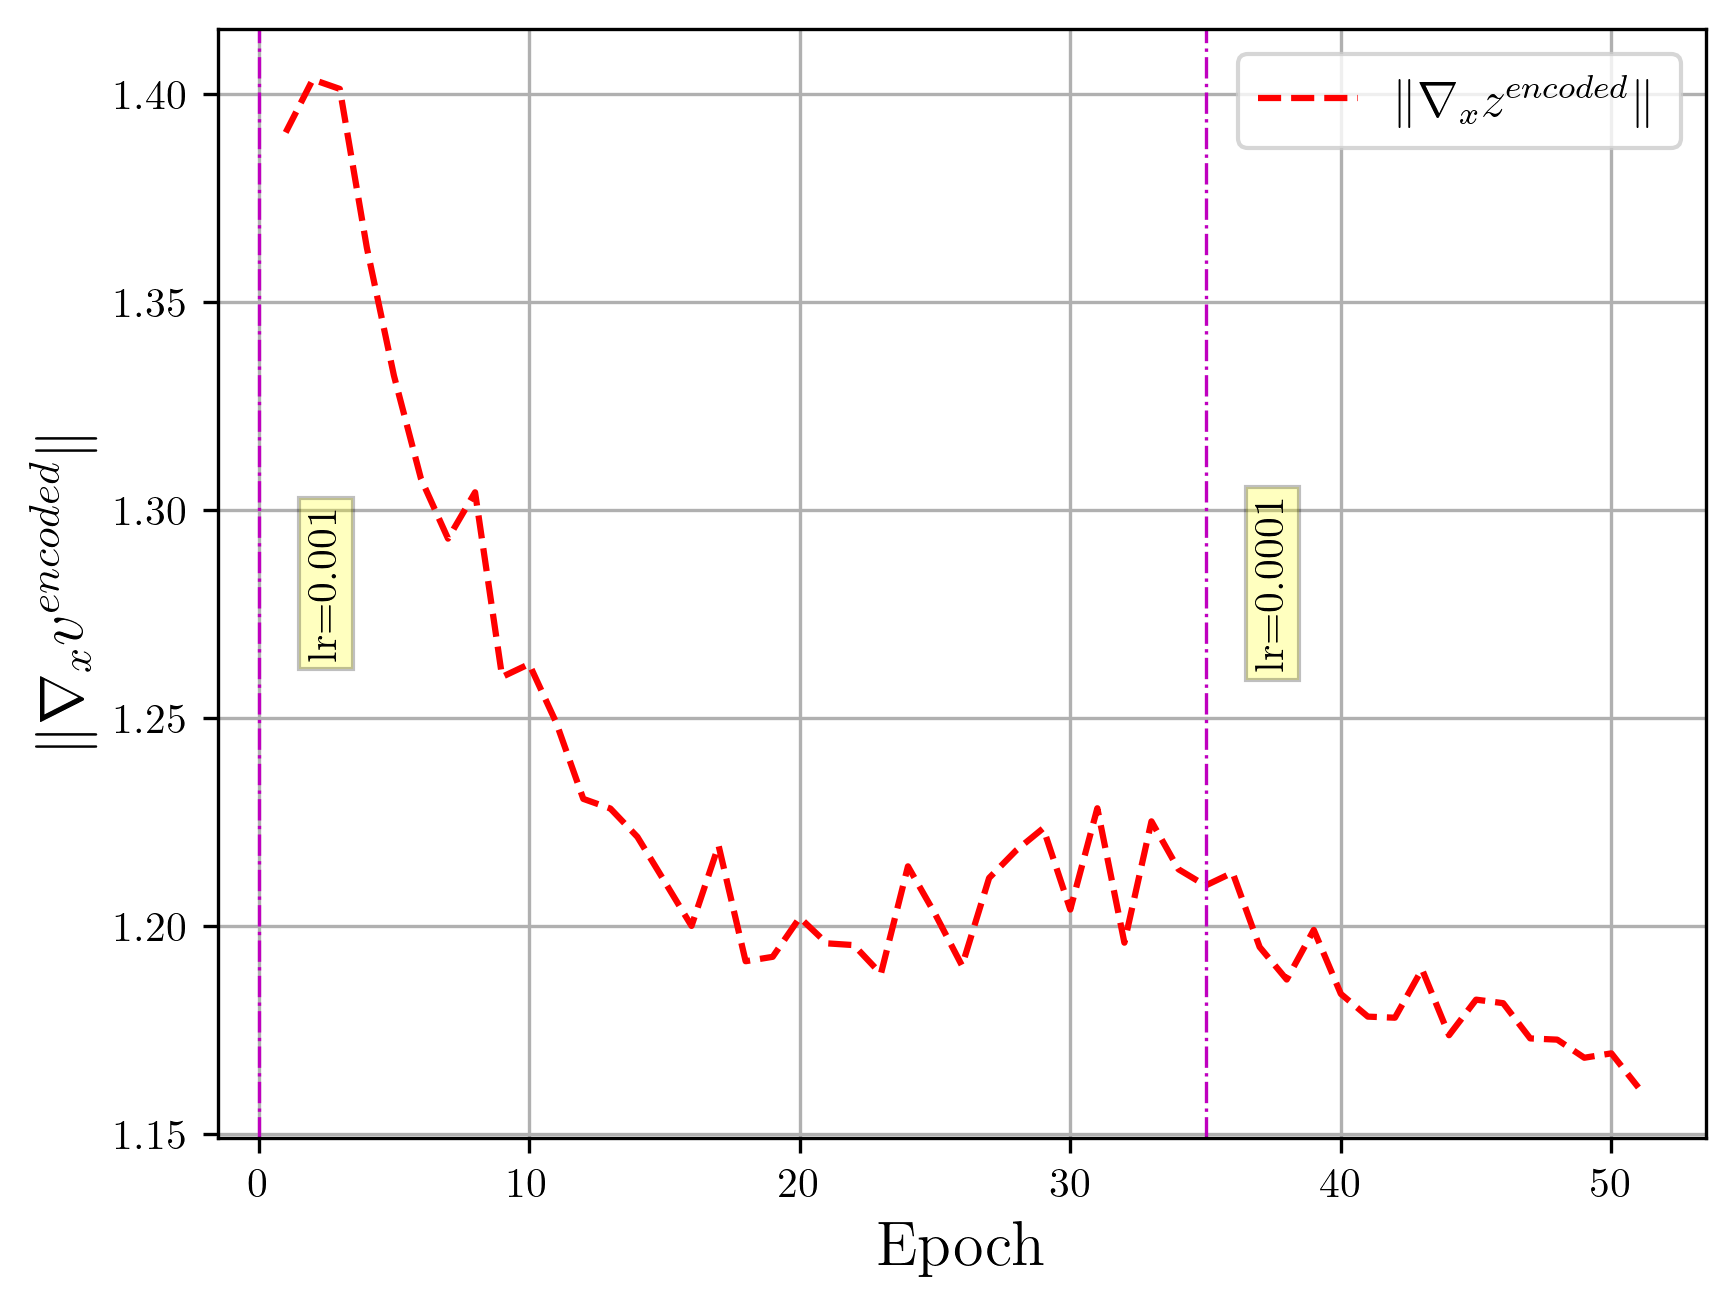 ‖∇ₓz^{encoded}‖
1.40
1.35
1.30
1.25
1.20
1.15
‖∇ₓv^{encoded}‖
lr=0.001
lr=0.0001
0 10 20 30 40 50
Epoch